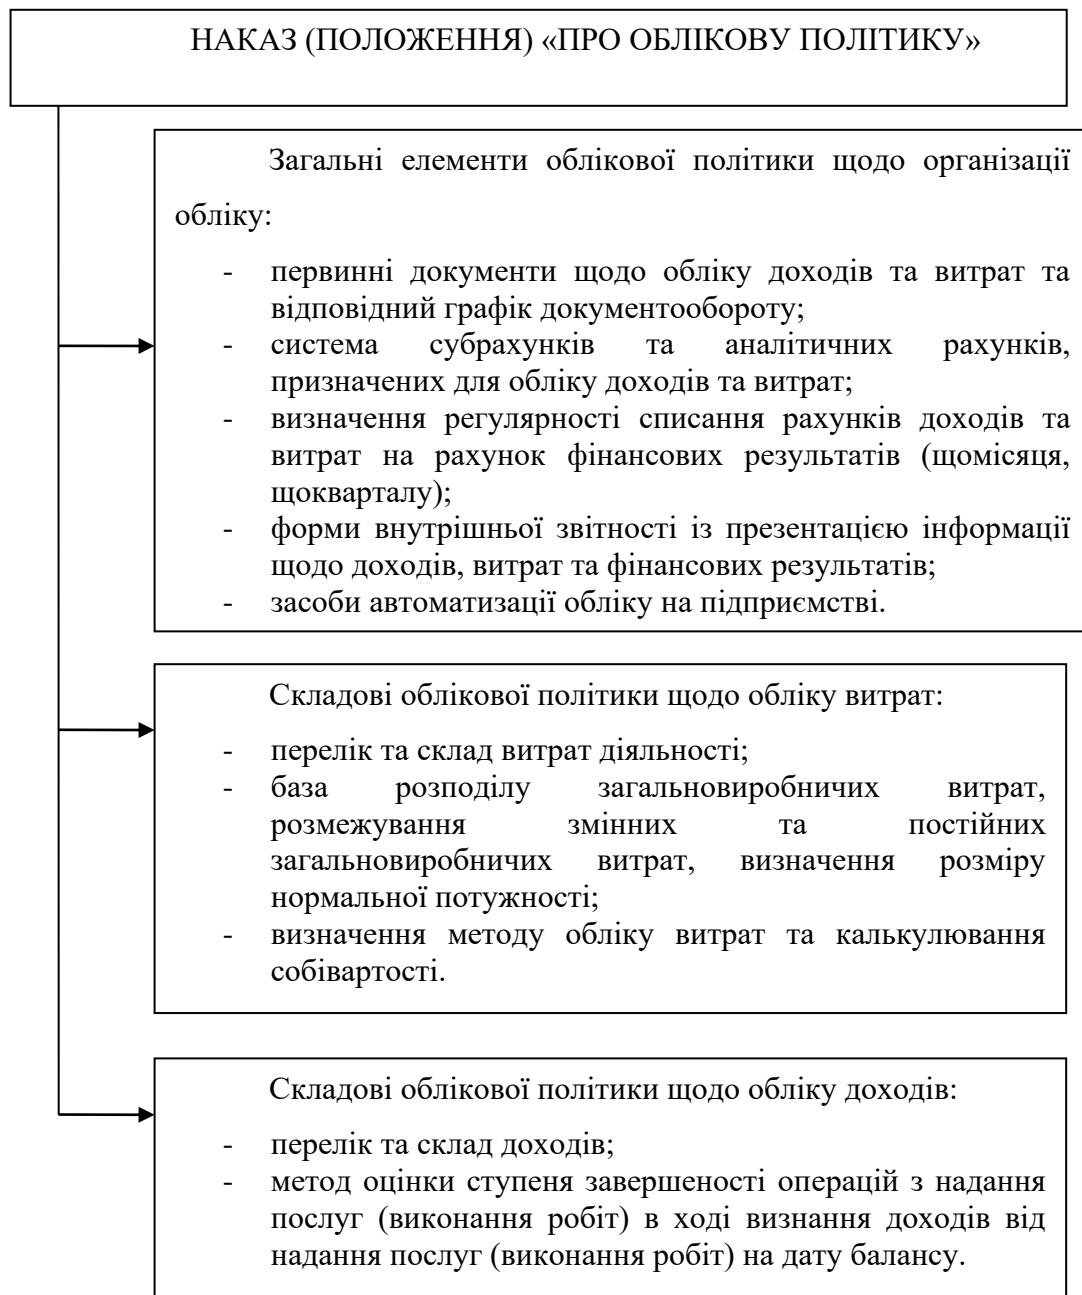 НАКАЗ (ПОЛОЖЕННЯ) «ПРО ОБЛІКОВУ ПОЛІТИКУ»
Загальні елементи облікової політики щодо організації
обліку:
- первинні документи щодо обліку доходів та витрат та
відповідний графік документообороту;
- система субрахунків та аналітичних рахунків,
призначених для обліку доходів та витрат;
- визначення регулярності списання рахунків доходів та
витрат на рахунок фінансових результатів (щомісяця,
щокварталу);
- форми внутрішньої звітності із презентацією інформації
щодо доходів, витрат та фінансових результатів;
- засоби автоматизації обліку на підприємстві.
Складові облікової політики щодо обліку витрат:
- перелік та склад витрат діяльності;
- база розподілу загальновиробничих витрат,
розмежування змінних та постійних
загальновиробничих витрат, визначення розміру
нормальної потужності;
- визначення методу обліку витрат та калькулювання
собівартості.
Складові облікової політики щодо обліку доходів:
- перелік та склад доходів;
- метод оцінки ступеня завершеності операцій з надання
послуг (виконання робіт) в ході визнання доходів від
надання послуг (виконання робіт) на дату балансу.